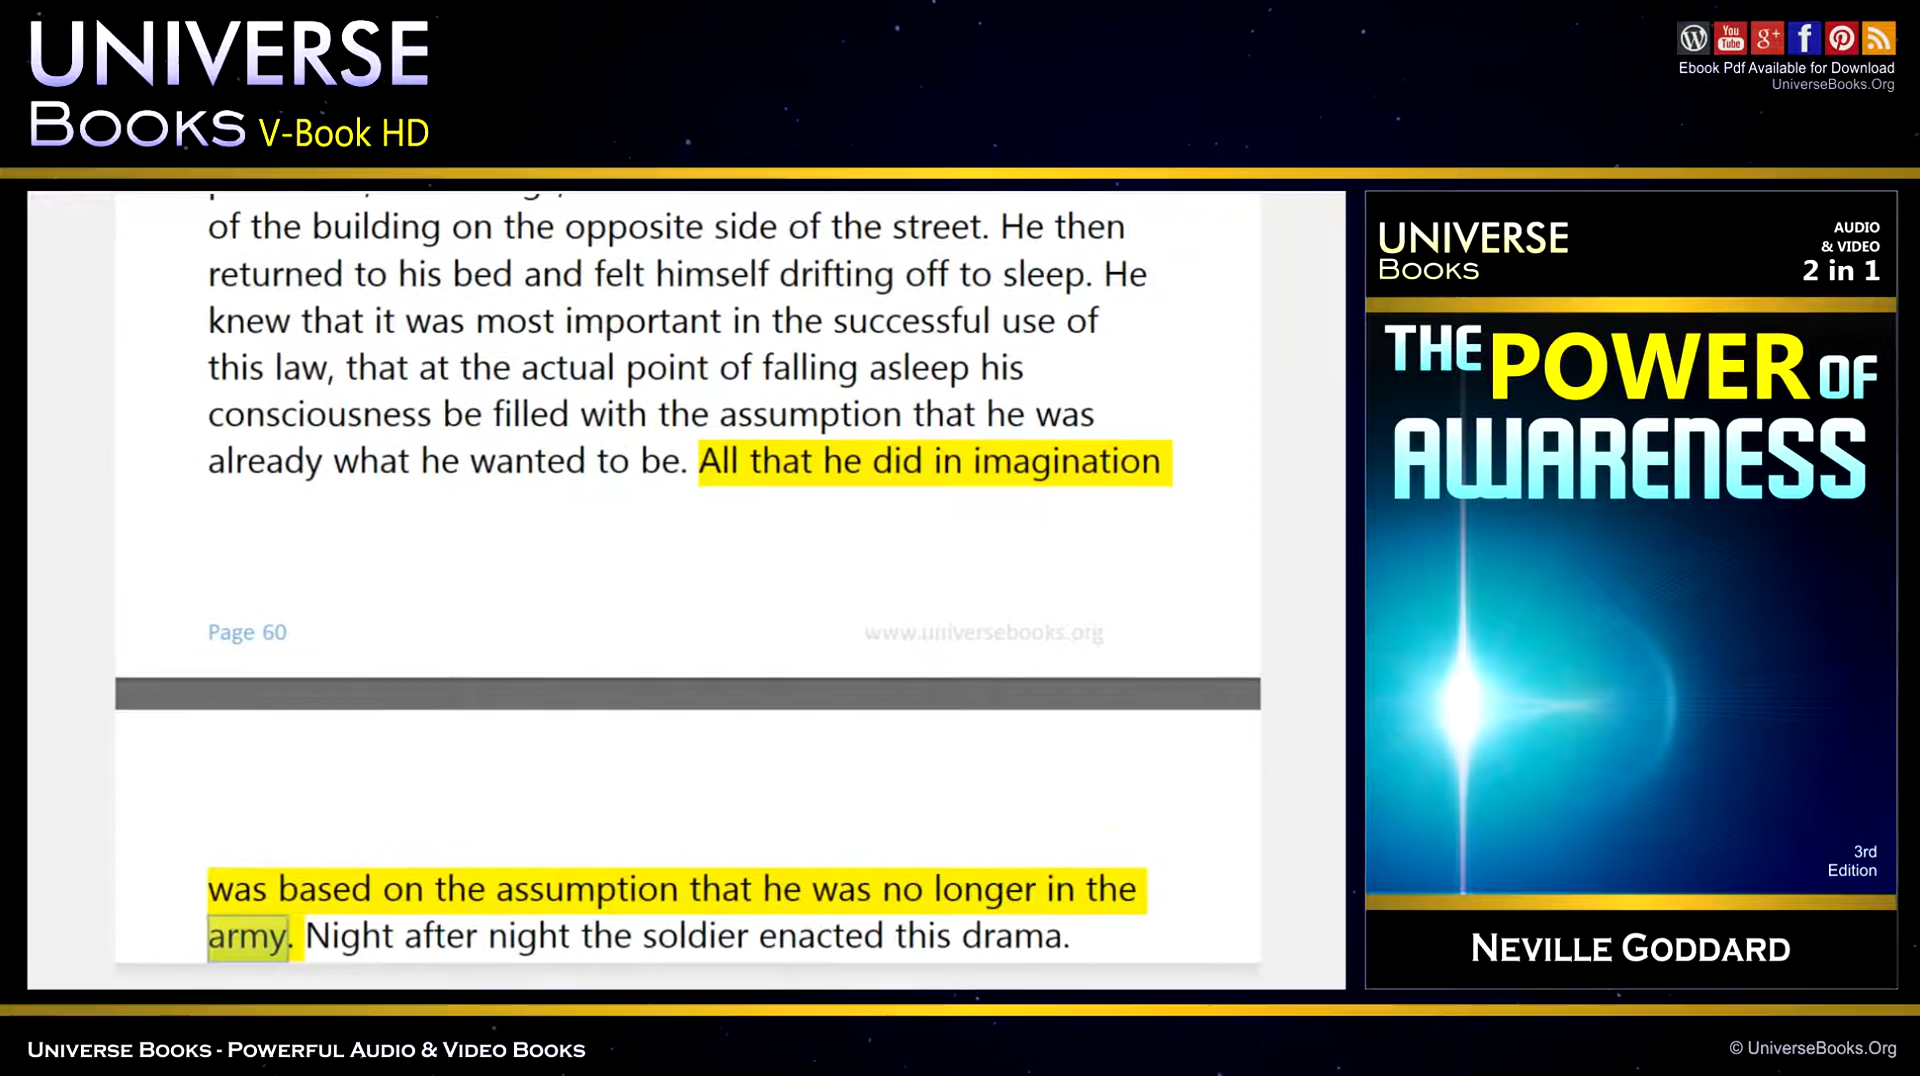 UNIVERSE
BOOKS V-Book HD
Ebook Pdf Available for Download
UniverseBooks.Org
of the building on the opposite side of the street. He then
returned to his bed and felt himself drifting off to sleep. He
knew that it was most important in the successful use of
this law, that at the actual point of falling asleep his
consciousness be filled with the assumption that he was
already what he wanted to be. All that he did in imagination
Page 60
www.universebooks.org
was based on the assumption that he was no longer in the
army. Night after night the soldier enacted this drama.
UNIVERSE
BOOKS
AUDIO
& VIDEO
2 in 1
THE POWER OF
AWARENESS
3rd
Edition
NEVILLE GODDARD
UNIVERSE BOOKS - POWERFUL AUDIO & VIDEO BOOKS
© UniverseBooks.Org